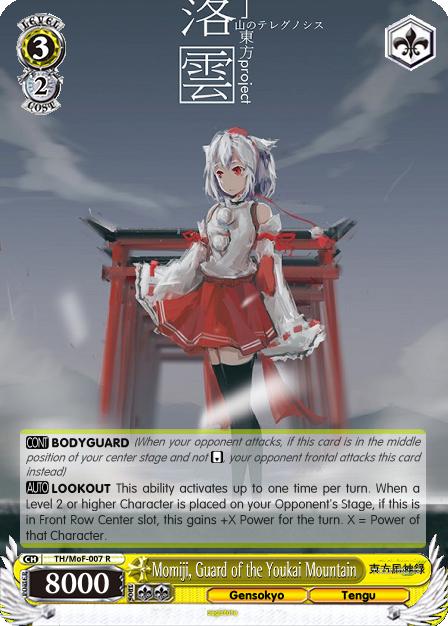 落
雲
山のテレグノシス
東方project
LEVEL
3
2
COST
CONT BODYGUARD (When your opponent attacks, if this card is in the middle
position of your center stage and not , your opponent frontal attacks this card
instead)
AUTO LOOKOUT This ability activates up to one time per turn. When a
Level 2 or higher Character is placed on your Opponent's Stage, if this
is in Front Row Center slot, this gains +X Power for the turn. X = Power of
that Character.
CH TH/MoF-007 R
Momiji, Guard of the Youkai Mountain
POWER
8000
SOUL
Gensokyo
Tengu